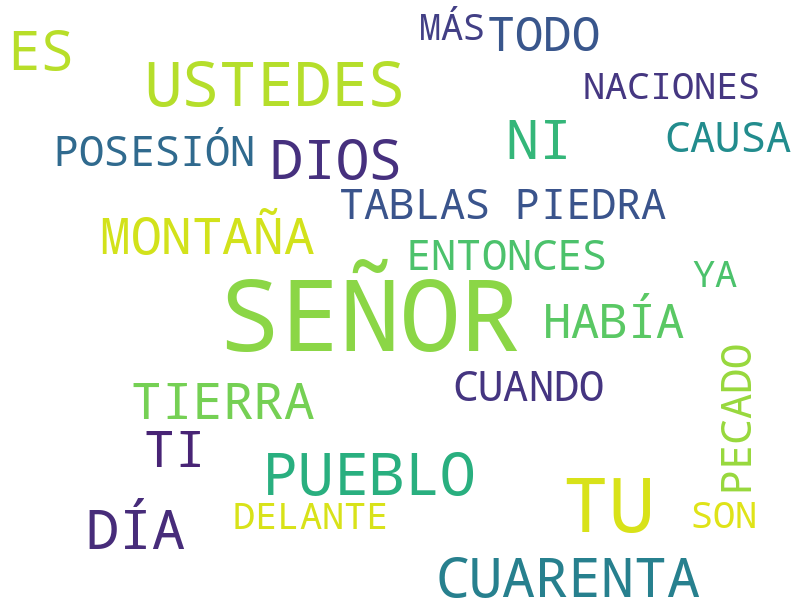 MÁS TODO
ES
USTEDES
NACIONES
POSESIÓN DIOS NI CAUSA
TABLAS PIEDRA
MONTAÑA ENTONCES
YA
SEÑOR HABÍA
PECADO
CUANDO
TIERRA
TI
PUEBLO
TU
DÍA DELANTE SON
CUARENTA